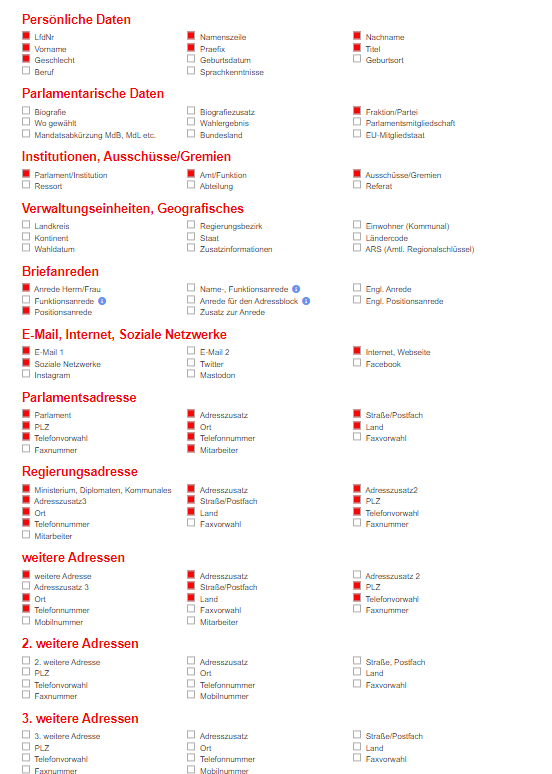 Persönliche Daten
LfdNr Namenszeile Nachname
Vorname Praefix Titel
Geschlecht Geburtsdatum Geburtsort
Beruf Sprachkenntnisse
Parlamentarische Daten
Biografie Biografiezusatz Fraktion/Partei
Wo gewählt Wahlergebnis Parlamentsmitgliedschaft
Mandatsabkürzung MdB, MdL etc. Bundesland EU-Mitgliedstaat
Institutionen, Ausschüsse/Gremien
Parlament/Institution Amt/Funktion Ausschüsse/Gremien
Ressort Abteilung Referat
Verwaltungseinheiten, Geografisches
Landkreis Regierungsbezirk Einwohner (Kommunal)
Kontinent Staat Ländercode
Wahldatum Zusatzinformationen ARS (Amtl. Regionalschlüssel)
Briefanreden
Anrede Herrn/Frau Name-, Funktionsanrede i Engl. Anrede
Funktionsanrede i Anrede für den Adressblock i Engl. Positionsanrede
Positionsanrede Zusatz zur Anrede
E-Mail, Internet, Soziale Netzwerke
E-Mail 1 E-Mail 2 Internet, Webseite
Soziale Netzwerke Twitter Facebook
Instagram Mastodon
Parlamentsadresse
Parlament Adresszusatz Straße/Postfach
PLZ Ort Land
Telefonvorwahl Telefonnummer Faxvorwahl
Faxnummer Mitarbeiter
Regierungsadresse
Ministerium, Diplomaten, Kommunales Adresszusatz Adresszusatz2
Adresszusatz3 Straße/Postfach PLZ
Ort Land Telefonvorwahl
Telefonnummer Faxvorwahl Faxnummer
Mitarbeiter
weitere Adressen
weitere Adresse Adresszusatz Adresszusatz 2
Adresszusatz 3 Straße/Postfach PLZ
Ort Land Telefonvorwahl
Telefonnummer Faxvorwahl Faxnummer
Mobilnummer Mitarbeiter
2. weitere Adressen
2. weitere Adresse Adresszusatz Straße, Postfach
PLZ Ort Land
Telefonvorwahl Telefonnummer Faxvorwahl
Faxnummer Mobilnummer
3. weitere Adressen
3. weitere Adresse Adresszusatz Straße/Postfach
PLZ Ort Land
Telefonvorwahl Telefonnummer Faxvorwahl
Faxnummer Mobilnummer